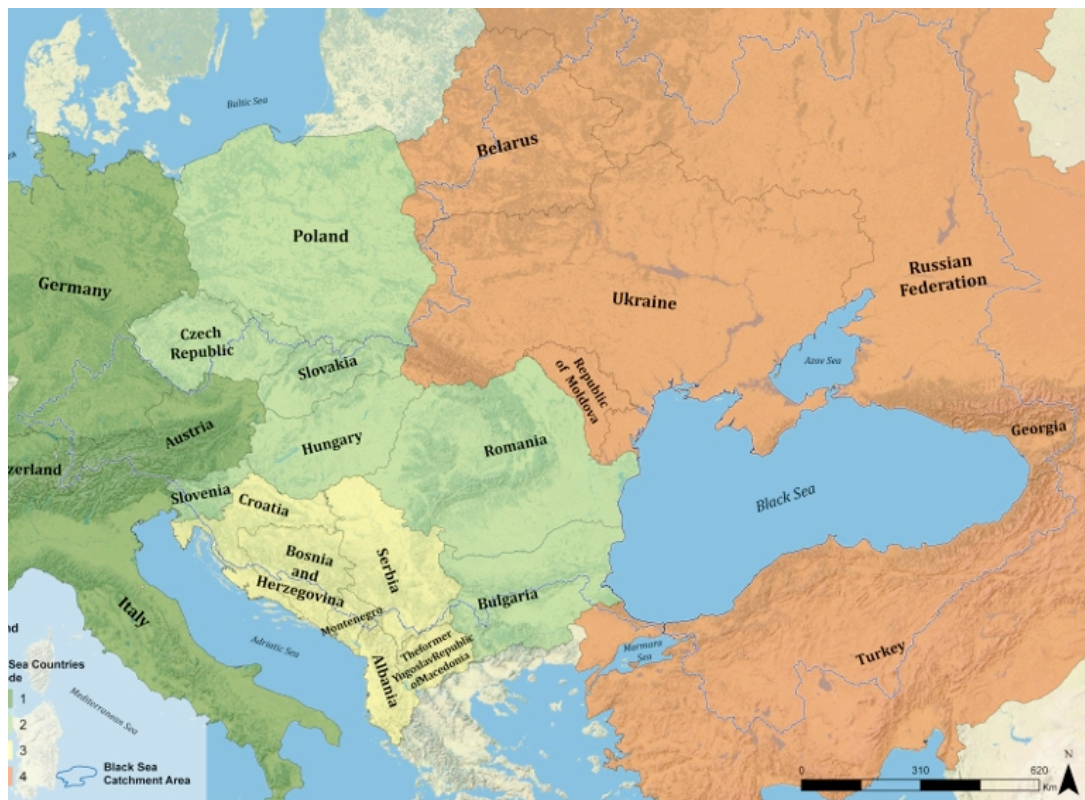 Baltic Sea
Belarus
Poland
Germany
Russian
Federation
Ukraine
Czech
Republic
Slovakia
Azov Sea
Republic
of Moldova
Austria
Hungary
Romania
Georgia
zerland
Slovenia
Croatia
Black Sea
Bosnia
and
Herzegovina
Serbia
Bulgaria
Italy
Montenegro
Adriatic Sea
Theformer
YugoslavRepublic
ofMacedonia
Albania
Marmara
Sea
Turkey
nd
Sea Countries
ode
1
2
3
4
Mediterranean Sea
Black Sea
Catchment Area
N
0 310 620
Km